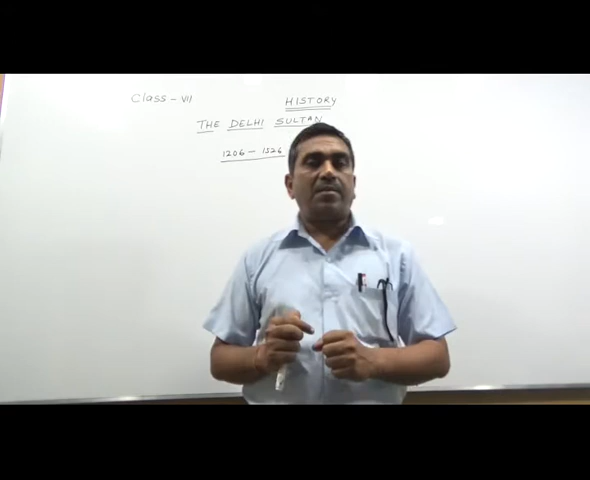 Class - VII
HISTORY
THE DELHI SULTAN
1206 - 1526